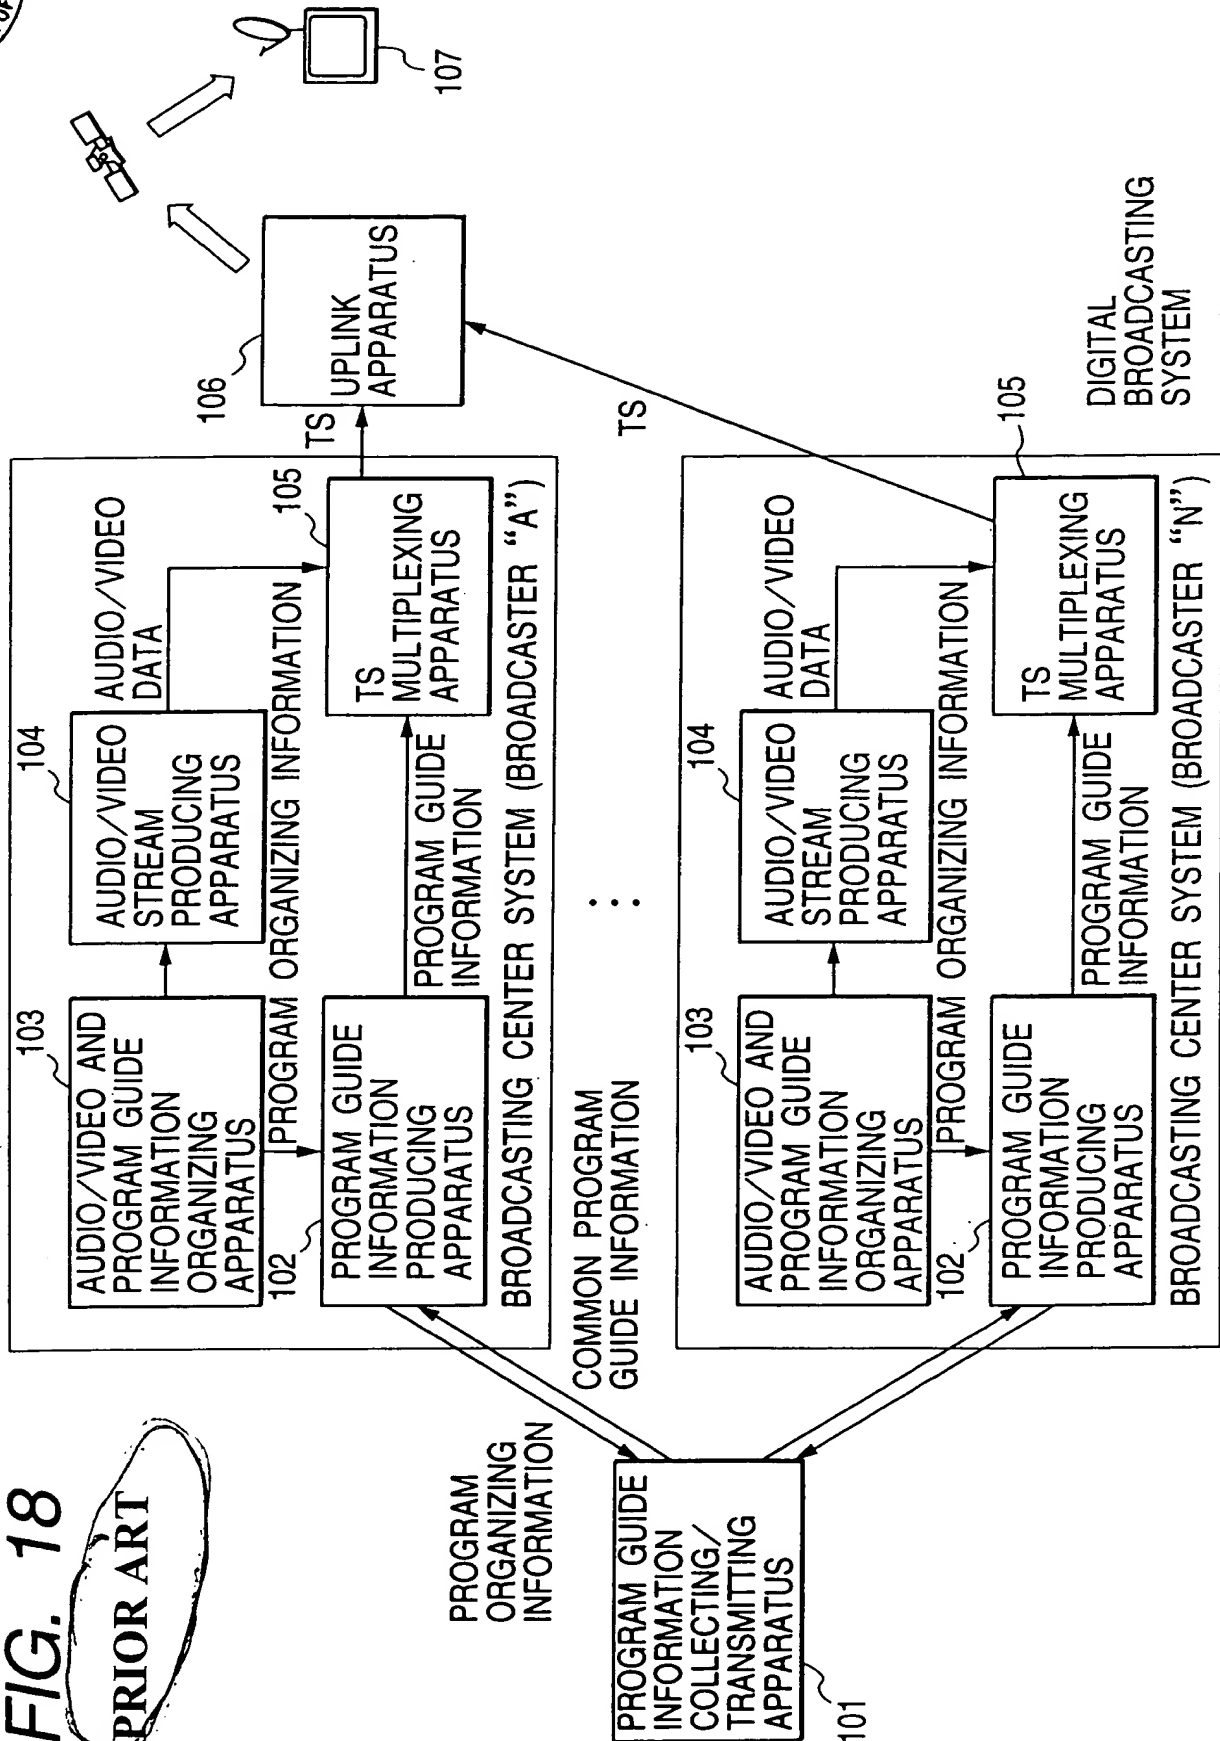 FIG. 18
PRIOR ART
PROGRAM GUIDE
INFORMATION
COLLECTING/
TRANSMITTING
APPARATUS
101
PROGRAM
ORGANIZING
INFORMATION
COMMON PROGRAM
GUIDE INFORMATION
103
AUDIO/VIDEO AND
PROGRAM GUIDE
INFORMATION
ORGANIZING
APPARATUS
104
AUDIO/VIDEO
STREAM
PRODUCING
APPARATUS
AUDIO/VIDEO
DATA
PROGRAM ORGANIZING INFORMATION
102
PROGRAM GUIDE
INFORMATION
PRODUCING
APPARATUS
PROGRAM GUIDE
INFORMATION
105
TS
MULTIPLEXING
APPARATUS
BROADCASTING CENTER SYSTEM (BROADCASTER “A”)
TS
106
UPLINK
APPARATUS
107
...
103
AUDIO/VIDEO AND
PROGRAM GUIDE
INFORMATION
ORGANIZING
APPARATUS
104
AUDIO/VIDEO
STREAM
PRODUCING
APPARATUS
AUDIO/VIDEO
DATA
PROGRAM ORGANIZING INFORMATION
102
PROGRAM GUIDE
INFORMATION
PRODUCING
APPARATUS
PROGRAM GUIDE
INFORMATION
105
TS
MULTIPLEXING
APPARATUS
BROADCASTING CENTER SYSTEM (BROADCASTER “N”)
TS
DIGITAL
BROADCASTING
SYSTEM
OF